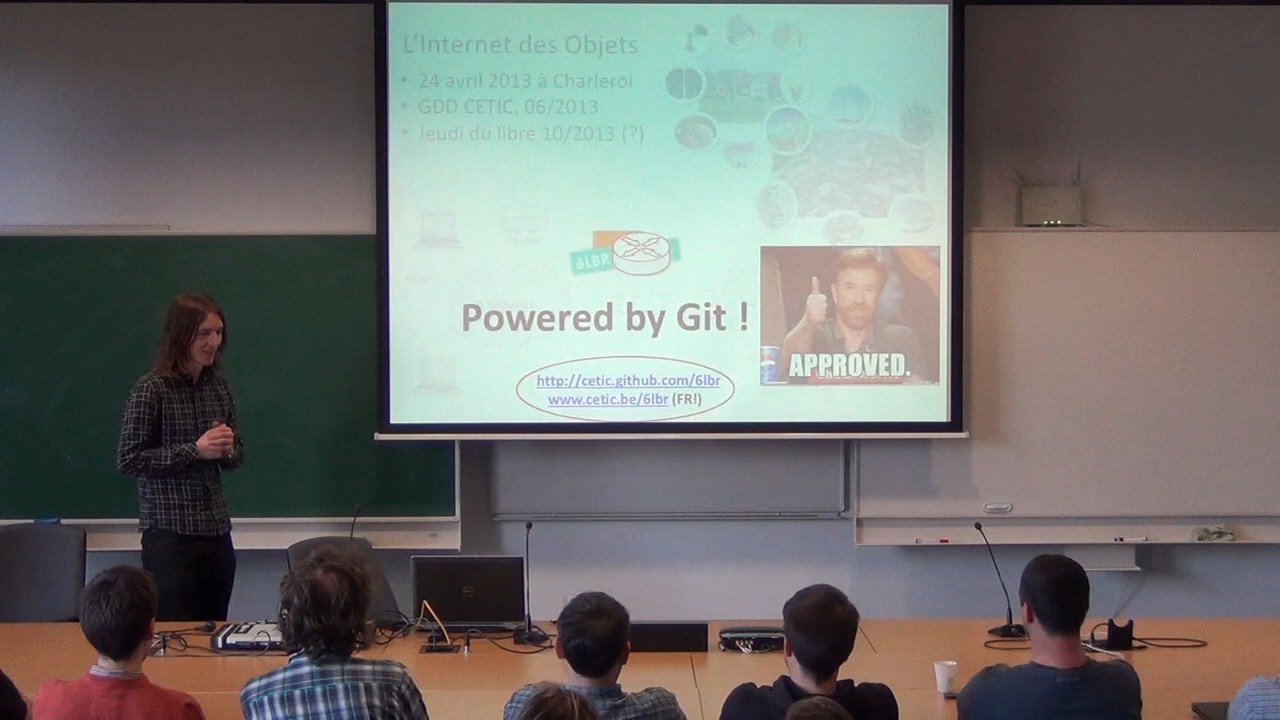 L'Internet des Objets
• 24 avril 2013 à Charleroi
• GDD CETIC, 06/2013
• Jeudi du libre 10/2013 (?)
6LBR
Powered by Git !
APPROVED.
http://cetic.github.com/6lbr
www.cetic.be/6lbr (FR!)
DELL